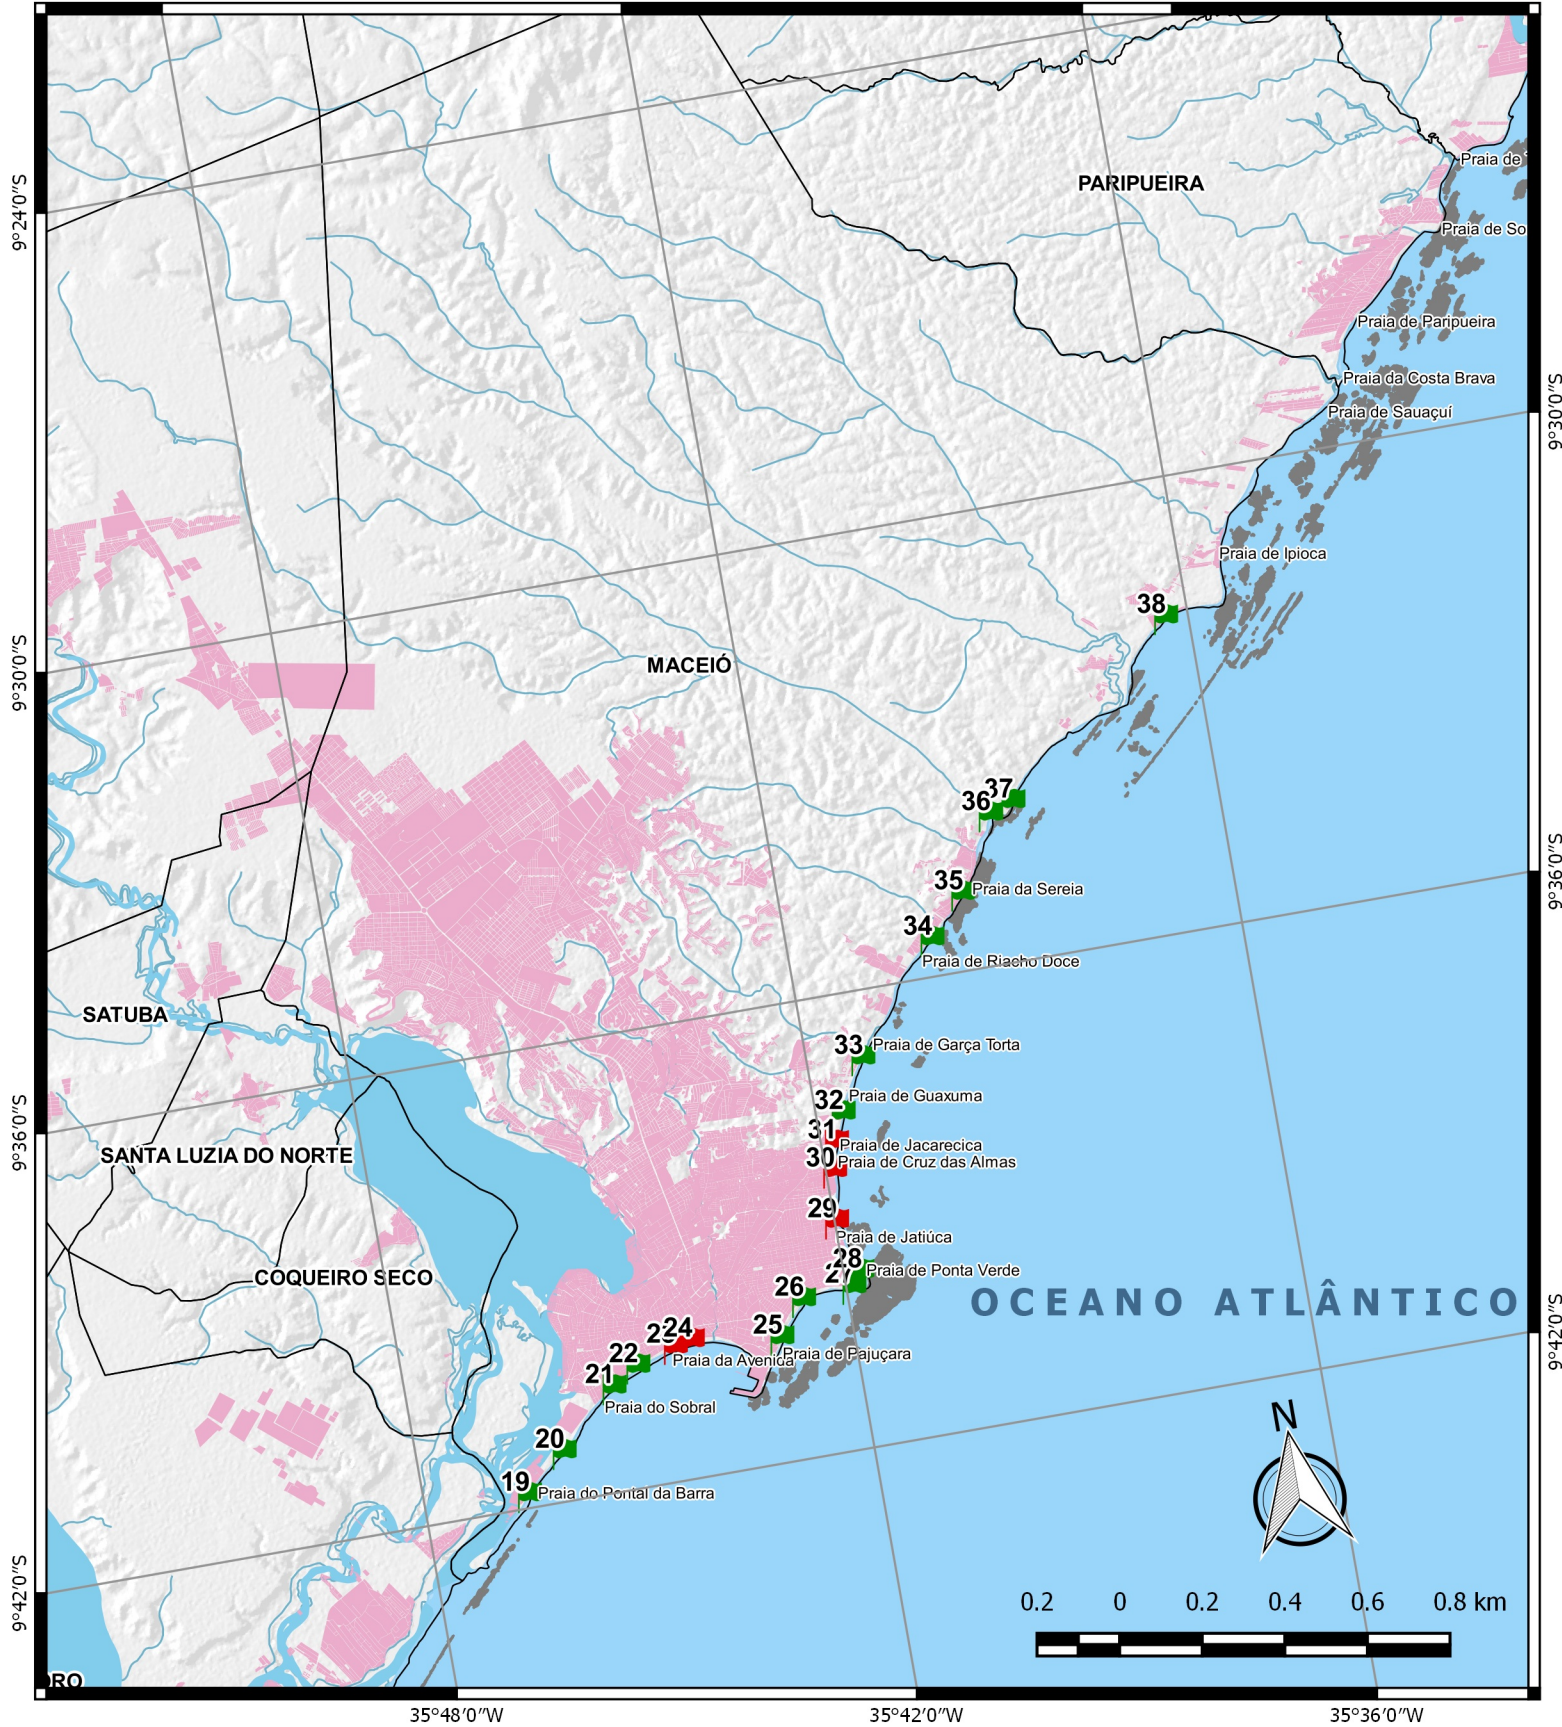 PARIPUEIRA
Praia de
Praia de So
Praia de Paripueira
Praia da Costa Brava
Praia de Sauaçuí
Praia de Ipioca
38
MACEIÓ
37
36
35
Praia da Sereia
34
Praia de Riacho Doce
SATUBA
33
Praia de Garça Torta
32
Praia de Guaxuma
31
Praia de Jacarecica
SANTA LUZIA DO NORTE
30
Praia de Cruz das Almas
29
Praia de Jatiúca
28
27
Praia de Ponta Verde
COQUEIRO SECO
26
OCEANO ATLÂNTICO
25
Praia de Pajuçara
24
23
Praia da Avenida
22
21
Praia do Sobral
20
19
Praia do Pontal da Barra
N
0.2 0 0.2 0.4 0.6 0.8 km
ORO
9°24'0"S
9°30'0"S
9°36'0"S
9°42'0"S
9°30'0"S
9°36'0"S
9°42'0"S
35°48'0"W
35°42'0"W
35°36'0"W